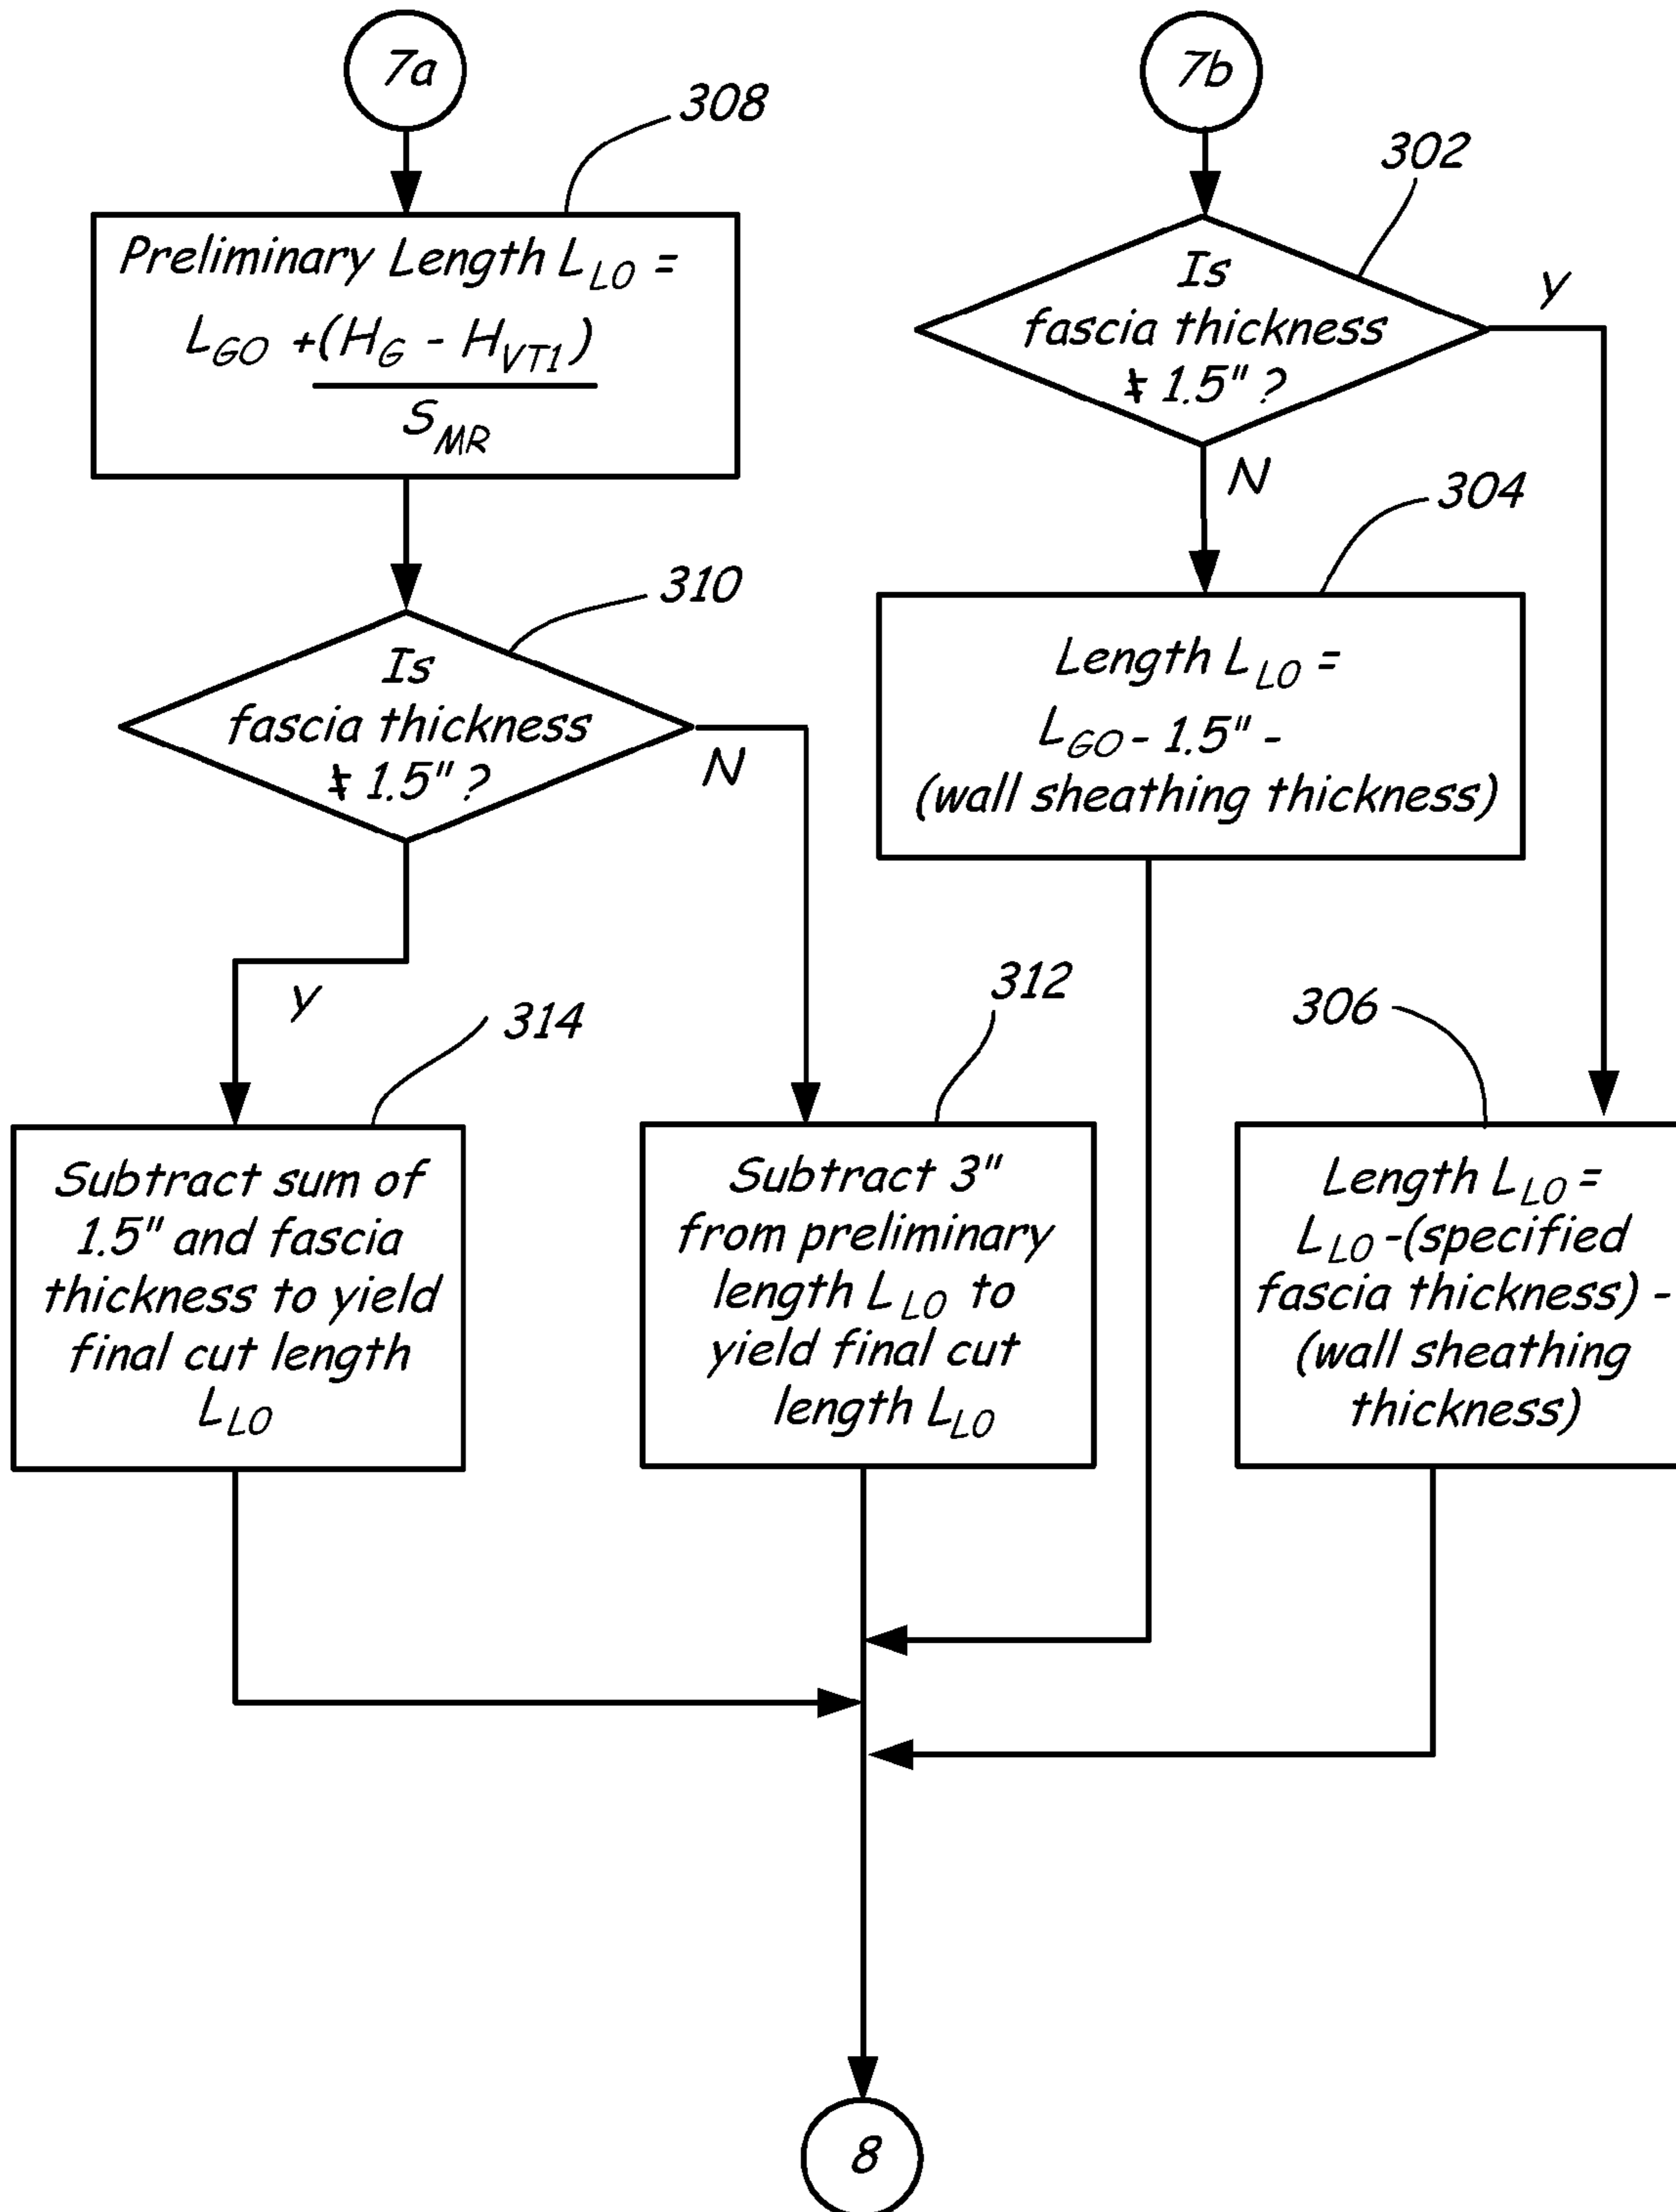 7a
308
Preliminary Length L_LO =
L_GO +(H_G - H_VT1)
S_MR
310
Is
fascia thickness
≠ 1.5" ?
N
Y
314
Subtract sum of
1.5" and fascia
thickness to yield
final cut length
L_LO
312
Subtract 3"
from preliminary
length L_LO to
yield final cut
length L_LO
7b
302
Is
fascia thickness
≠ 1.5" ?
Y
N
304
Length L_LO =
L_GO - 1.5" -
(wall sheathing thickness)
306
Length L_LO =
L_LO -(specified
fascia thickness) -
(wall sheathing
thickness)
8